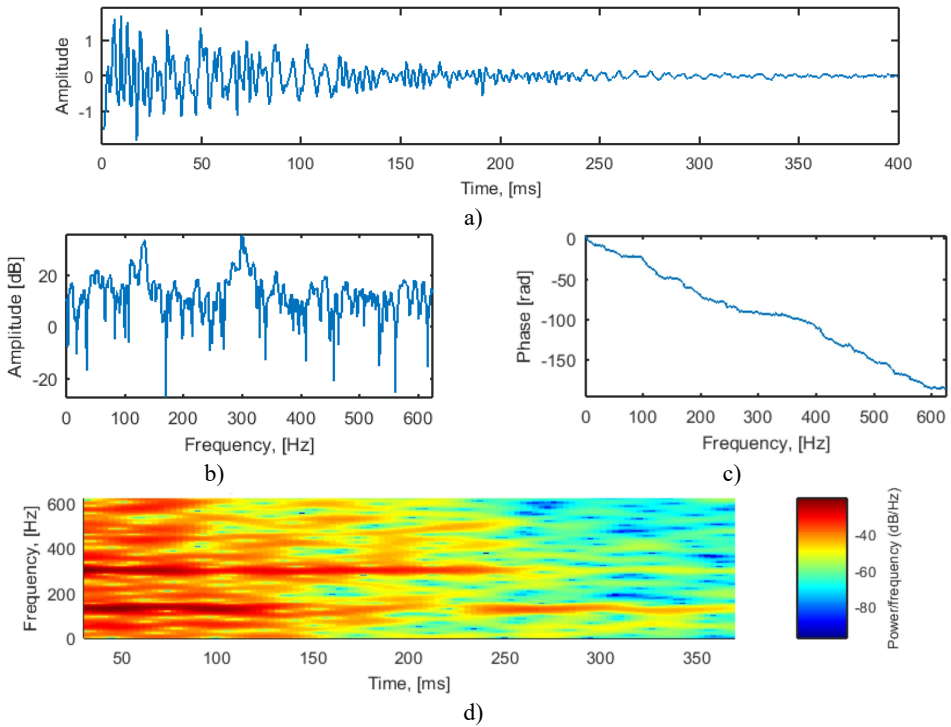 1
0
-1
Amplitude
0 50 100 150 200 250 300 350 400
Time, [ms]
a)
20
0
-20
Amplitude [dB]
0 100 200 300 400 500 600
Frequency, [Hz]
b)
0
-50
-100
-150
Phase [rad]
0 100 200 300 400 500 600
Frequency, [Hz]
c)
600
400
200
0
Frequency, [Hz]
50 100 150 200 250 300 350
Time, [ms]
-40
-60
-80
Power/frequency (dB/Hz)
d)